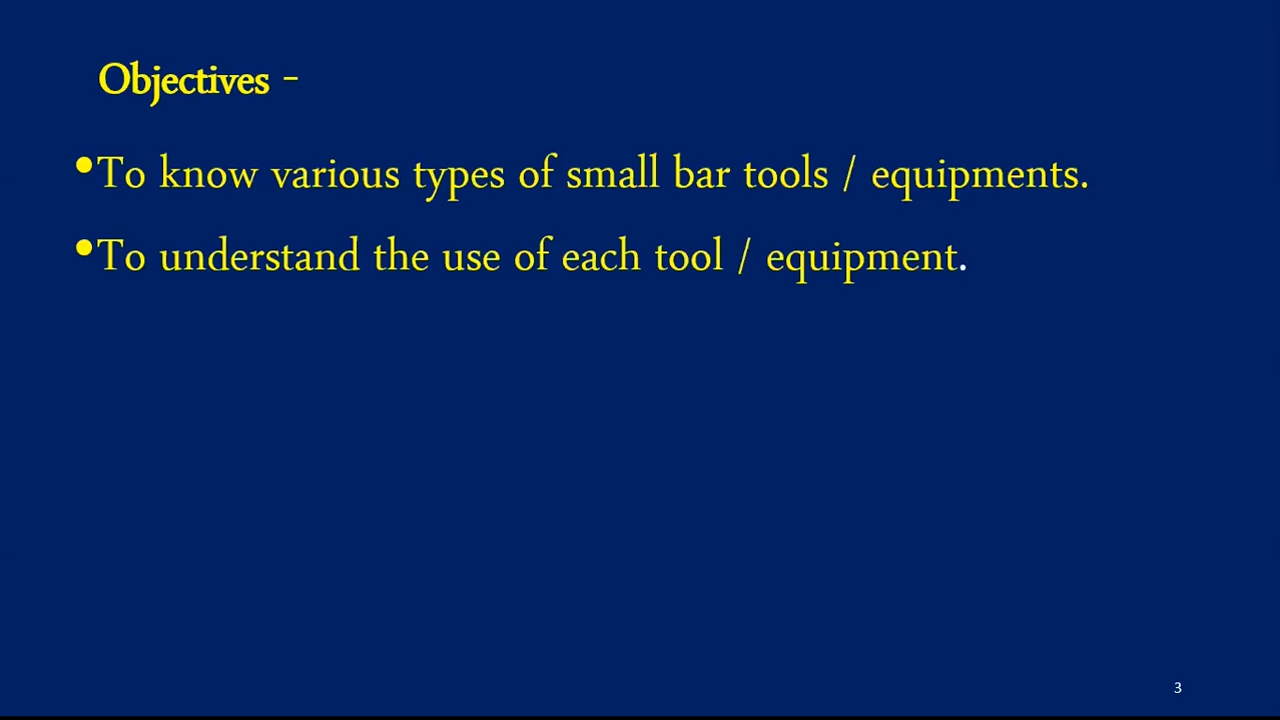 Objectives -
•To know various types of small bar tools / equipments.
•To understand the use of each tool / equipment.
3